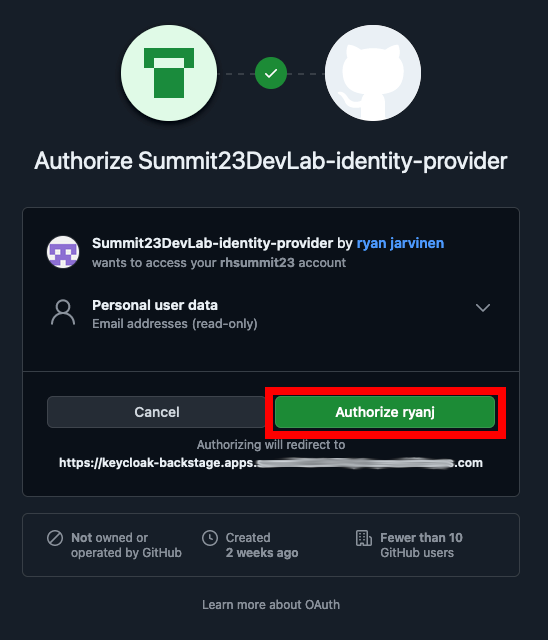 Authorize Summit23DevLab-identity-provider
Summit23DevLab-identity-provider by ryan jarvinen
wants to access your rhsummit23 account
Personal user data
Email addresses (read-only)
Cancel
Authorize ryanj
Authorizing will redirect to
https://keycloak-backstage.apps. .com
Not owned or
operated by GitHub
Created
2 weeks ago
Fewer than 10
GitHub users
Learn more about OAuth